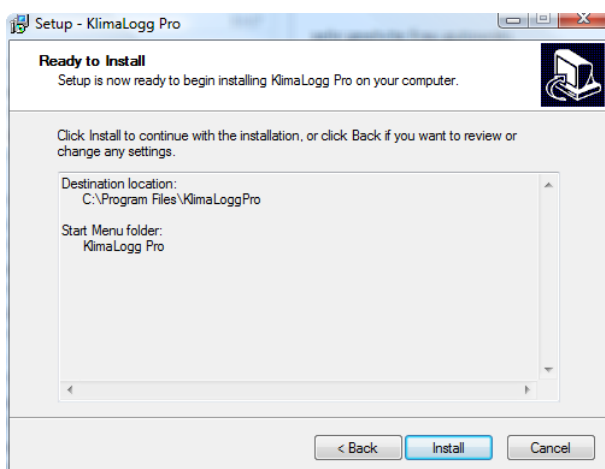 Setup - KlimaLogg Pro
Ready to Install
Setup is now ready to begin installing KlimaLogg Pro on your computer.
Click Install to continue with the installation, or click Back if you want to review or
change any settings.
Destination location:
C:\Program Files\KlimaLoggPro
Start Menu folder:
KlimaLogg Pro
< Back
Install
Cancel